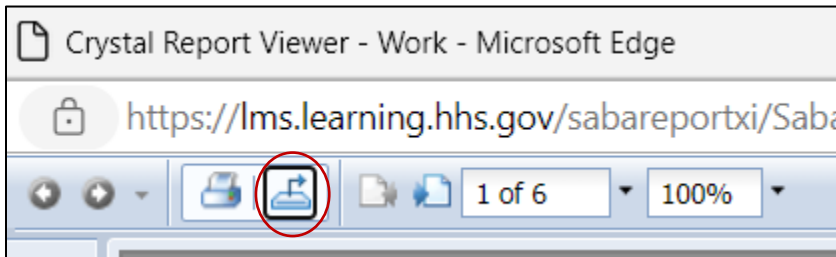 Crystal Report Viewer - Work - Microsoft Edge
https://lms.learning.hhs.gov/sabareportxi/Saba
1 of 6 100%